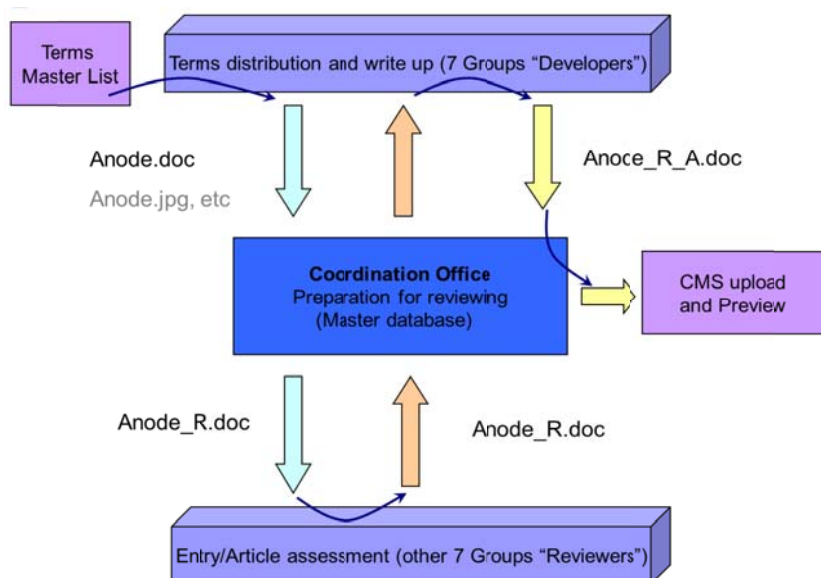 Terms
Master List
Terms distribution and write up (7 Groups “Developers”)
Anode.doc
Anode.jpg, etc
Anoce_R_A.doc
Coordination Office
Preparation for reviewing
(Master database)
CMS upload
and Preview
Anode_R.doc
Anode_R.doc
Entry/Article assessment (other 7 Groups “Reviewers”)